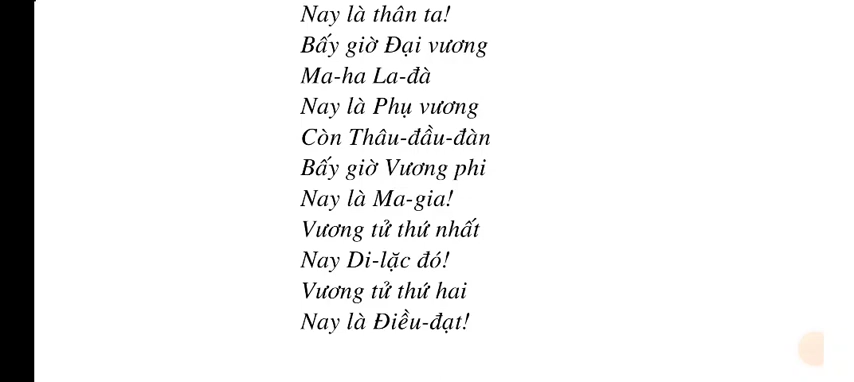 Nay là thân ta!
Bấy giờ Đại vương
Ma-ha La-đà
Nay là Phụ vương
Còn Thâu-đầu-đàn
Bấy giờ Vương phi
Nay là Ma-gia!
Vương tử thứ nhất
Nay Di-lặc đó!
Vương tử thứ hai
Nay là Điều-đạt!